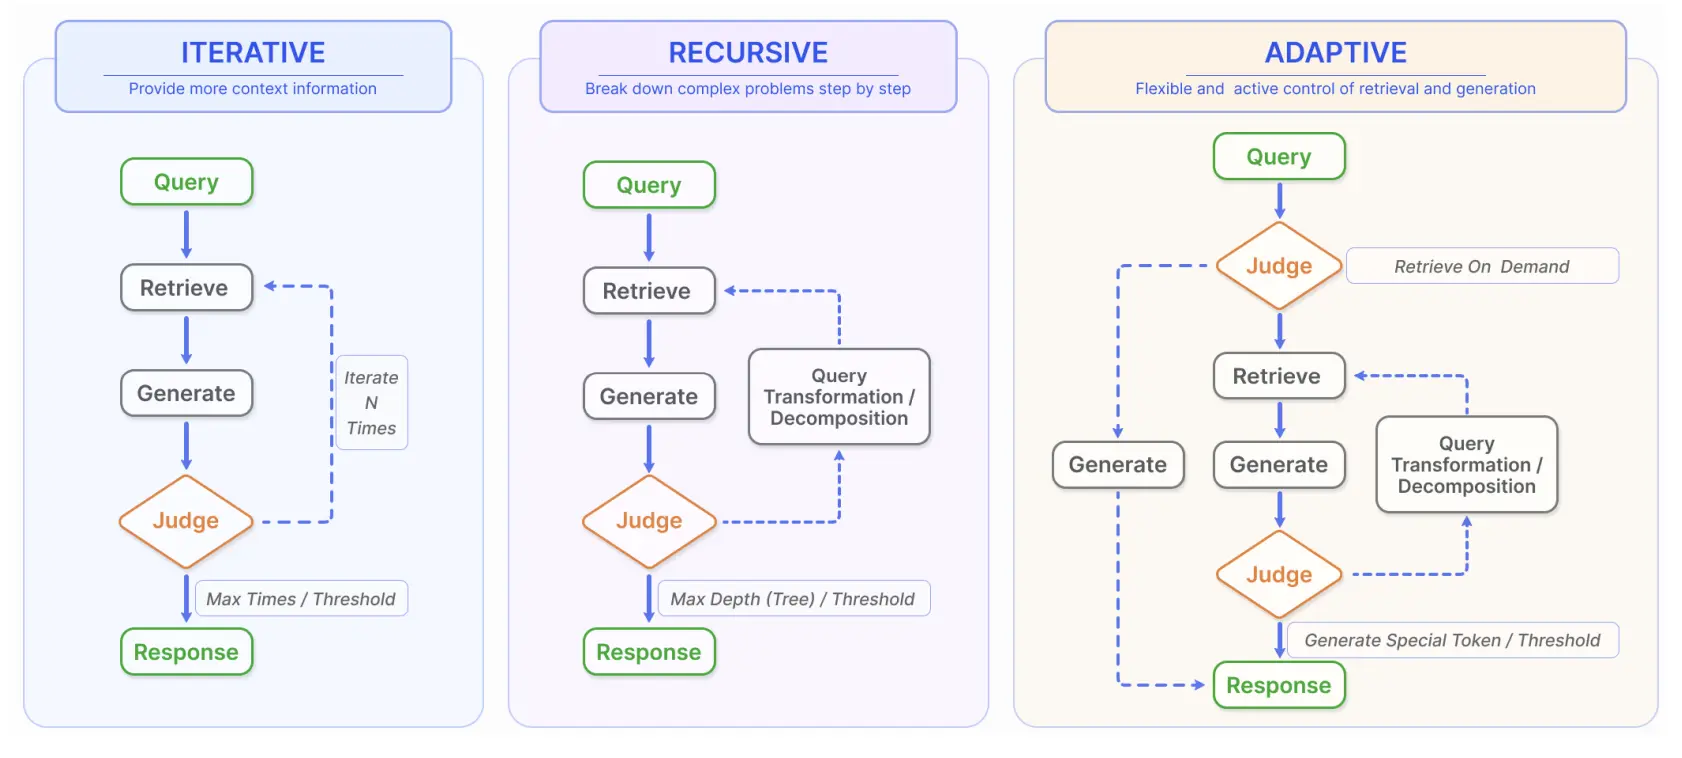 ITERATIVE
Provide more context information
Query
Retrieve
Generate
Iterate
N
Times
Judge
Max Times / Threshold
Response
RECURSIVE
Break down complex problems step by step
Query
Retrieve
Generate
Query
Transformation /
Decomposition
Judge
Max Depth (Tree) / Threshold
Response
ADAPTIVE
Flexible and active control of retrieval and generation
Query
Judge
Retrieve On Demand
Retrieve
Generate
Generate
Query
Transformation /
Decomposition
Judge
Generate Special Token / Threshold
Response